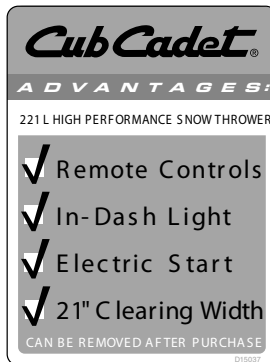 Cub Cadet®
ADVANTAGES:
221 L HIGH PERFORMANCE SNOW THROWER
Remote Controls
In-Dash Light
Electric Start
21" Clearing Width
CAN BE REMOVED AFTER PURCHASE
D15037